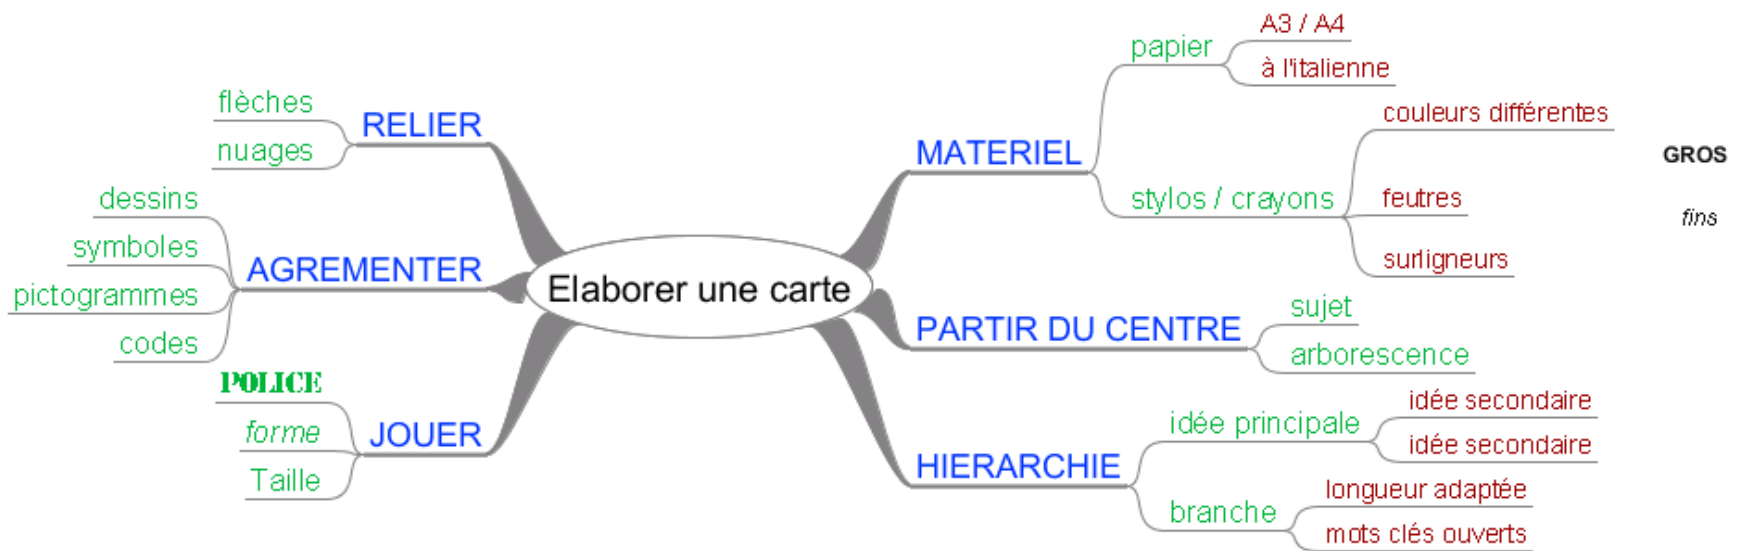 Elaborer une carte
RELIER
flèches
nuages
AGREMENTER
dessins
symboles
pictogrammes
codes
JOUER
POLICE
forme
Taille
MATERIEL
papier
A3 / A4
à l'italienne
stylos / crayons
couleurs différentes
feutres
surligneurs
GROS
fins
PARTIR DU CENTRE
sujet
arborescence
HIERARCHIE
idée principale
idée secondaire
idée secondaire
branche
longueur adaptée
mots clés ouverts